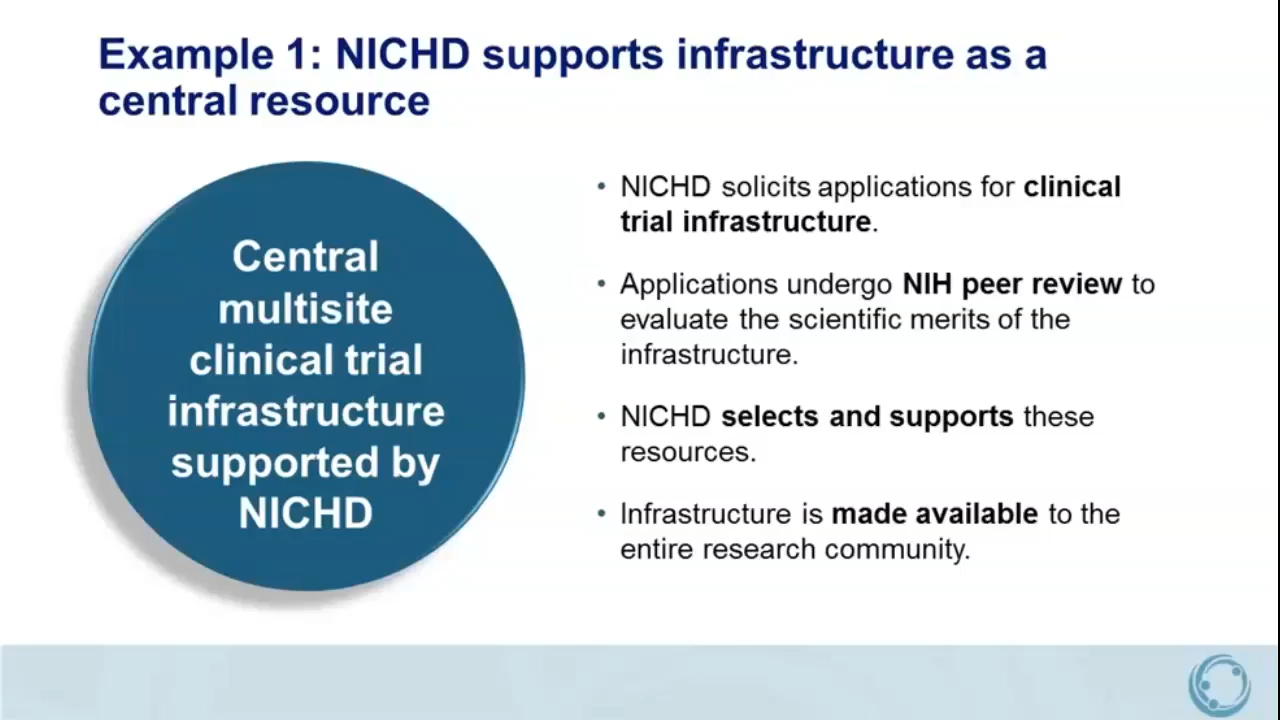 Example 1: NICHD supports infrastructure as a
central resource
Central
multisite
clinical trial
infrastructure
supported by
NICHD
• NICHD solicits applications for clinical
trial infrastructure.
• Applications undergo NIH peer review to
evaluate the scientific merits of the
infrastructure.
• NICHD selects and supports these
resources.
• Infrastructure is made available to the
entire research community.